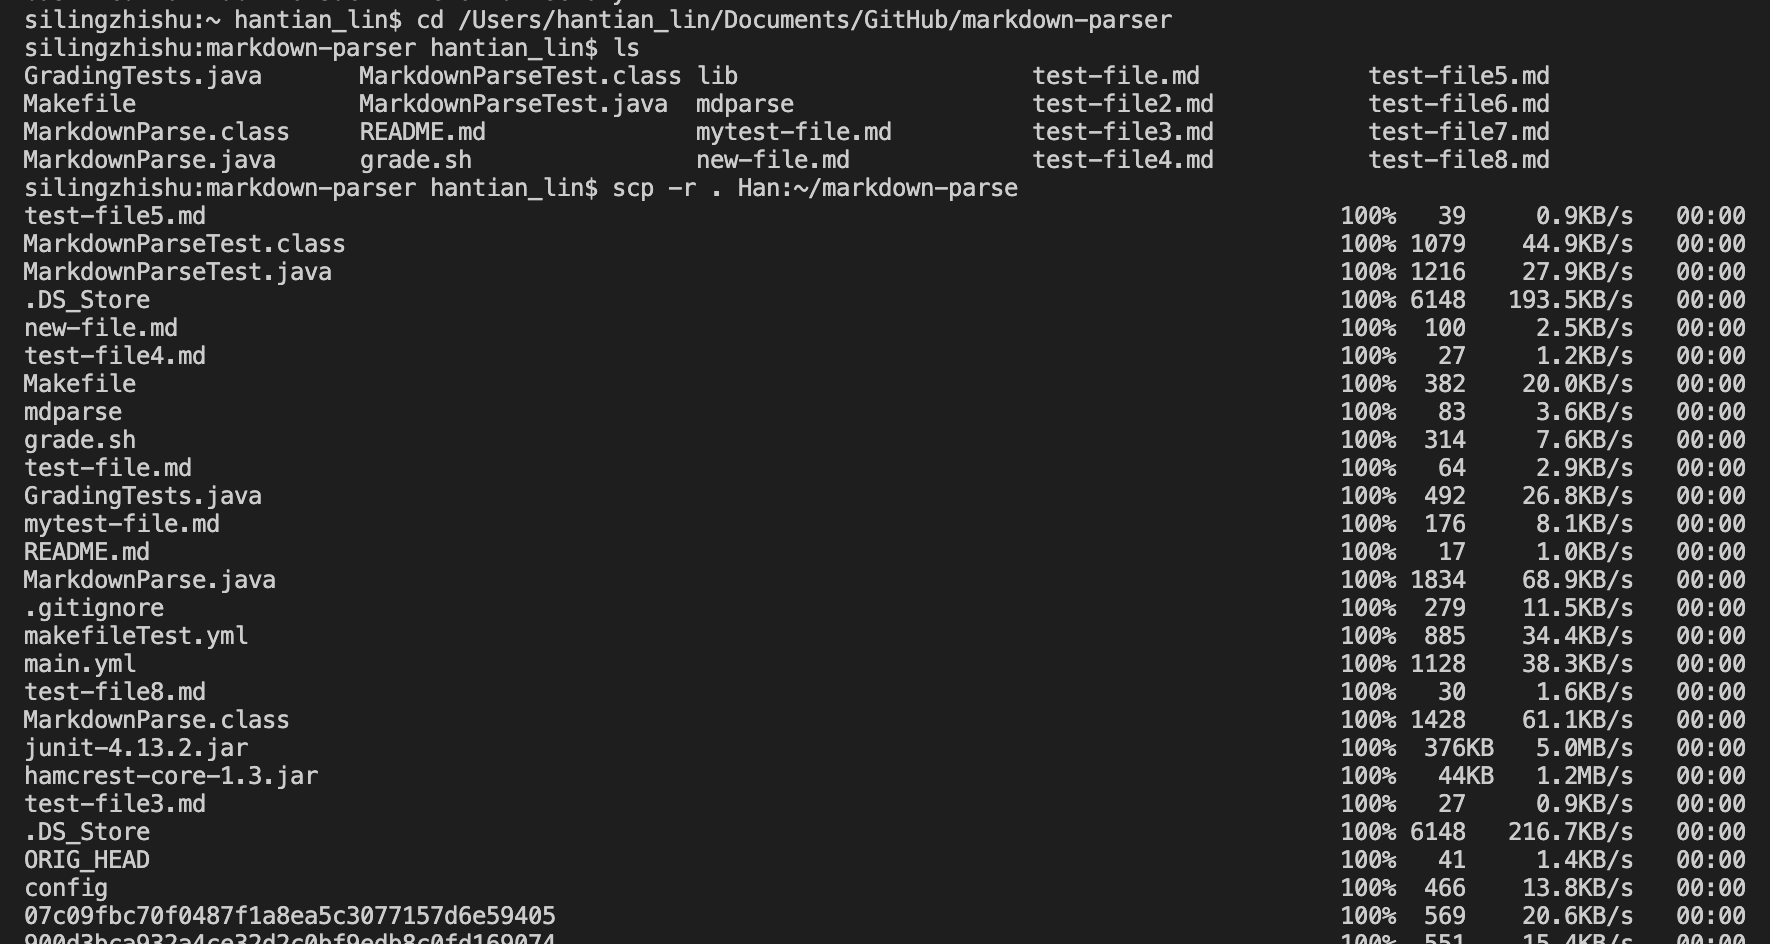 silingzhishu:~ hantian_lin$ cd /Users/hantian_lin/Documents/GitHub/markdown-parser
silingzhishu:markdown-parser hantian_lin$ ls
GradingTests.java MarkdownParseTest.class lib test-file.md test-file5.md
Makefile MarkdownParseTest.java mdparse test-file2.md test-file6.md
MarkdownParse.class README.md mytest-file.md test-file3.md test-file7.md
MarkdownParse.java grade.sh new-file.md test-file4.md test-file8.md
silingzhishu:markdown-parser hantian_lin$ scp -r . Han:~/markdown-parse
test-file5.md 100% 39 0.9KB/s 00:00
MarkdownParseTest.class 100% 1079 44.9KB/s 00:00
MarkdownParseTest.java 100% 1216 27.9KB/s 00:00
.DS_Store 100% 6148 193.5KB/s 00:00
new-file.md 100% 100 2.5KB/s 00:00
test-file4.md 100% 27 1.2KB/s 00:00
Makefile 100% 382 20.0KB/s 00:00
mdparse 100% 83 3.6KB/s 00:00
grade.sh 100% 314 7.6KB/s 00:00
test-file.md 100% 64 2.9KB/s 00:00
GradingTests.java 100% 492 26.8KB/s 00:00
mytest-file.md 100% 176 8.1KB/s 00:00
README.md 100% 17 1.0KB/s 00:00
MarkdownParse.java 100% 1834 68.9KB/s 00:00
.gitignore 100% 279 11.5KB/s 00:00
makefileTest.yml 100% 885 34.4KB/s 00:00
main.yml 100% 1128 38.3KB/s 00:00
test-file8.md 100% 30 1.6KB/s 00:00
MarkdownParse.class 100% 1428 61.1KB/s 00:00
junit-4.13.2.jar 100% 376KB 5.0MB/s 00:00
hamcrest-core-1.3.jar 100% 44KB 1.2MB/s 00:00
test-file3.md 100% 27 0.9KB/s 00:00
.DS_Store 100% 6148 216.7KB/s 00:00
ORIG_HEAD 100% 41 1.4KB/s 00:00
config 100% 466 13.8KB/s 00:00
07c09fbc70f0487f1a8ea5c3077157d6e59405 100% 569 20.6KB/s 00:00
100% 551 15.4KB/s 00:00